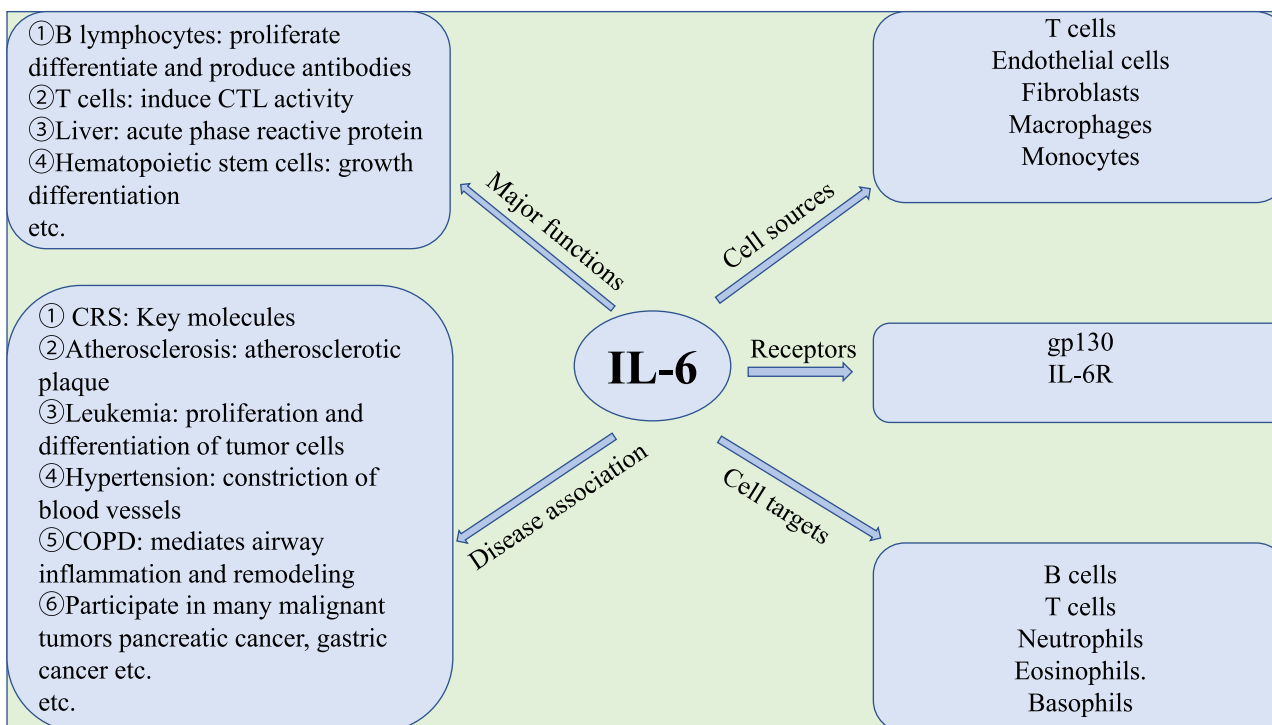 ①B lymphocytes: proliferate
differentiate and produce antibodies
②T cells: induce CTL activity
③Liver: acute phase reactive protein
④Hematopoietic stem cells: growth
differentiation
etc.
Major functions
Cell sources
T cells
Endothelial cells
Fibroblasts
Macrophages
Monocytes
IL-6
Receptors
gp130
IL-6R
① CRS: Key molecules
②Atherosclerosis: atherosclerotic
plaque
③Leukemia: proliferation and
differentiation of tumor cells
④Hypertension: constriction of
blood vessels
⑤COPD: mediates airway
inflammation and remodeling
⑥Participate in many malignant
tumors pancreatic cancer, gastric
cancer etc.
etc.
Disease association
Cell targets
B cells
T cells
Neutrophils
Eosinophils.
Basophils